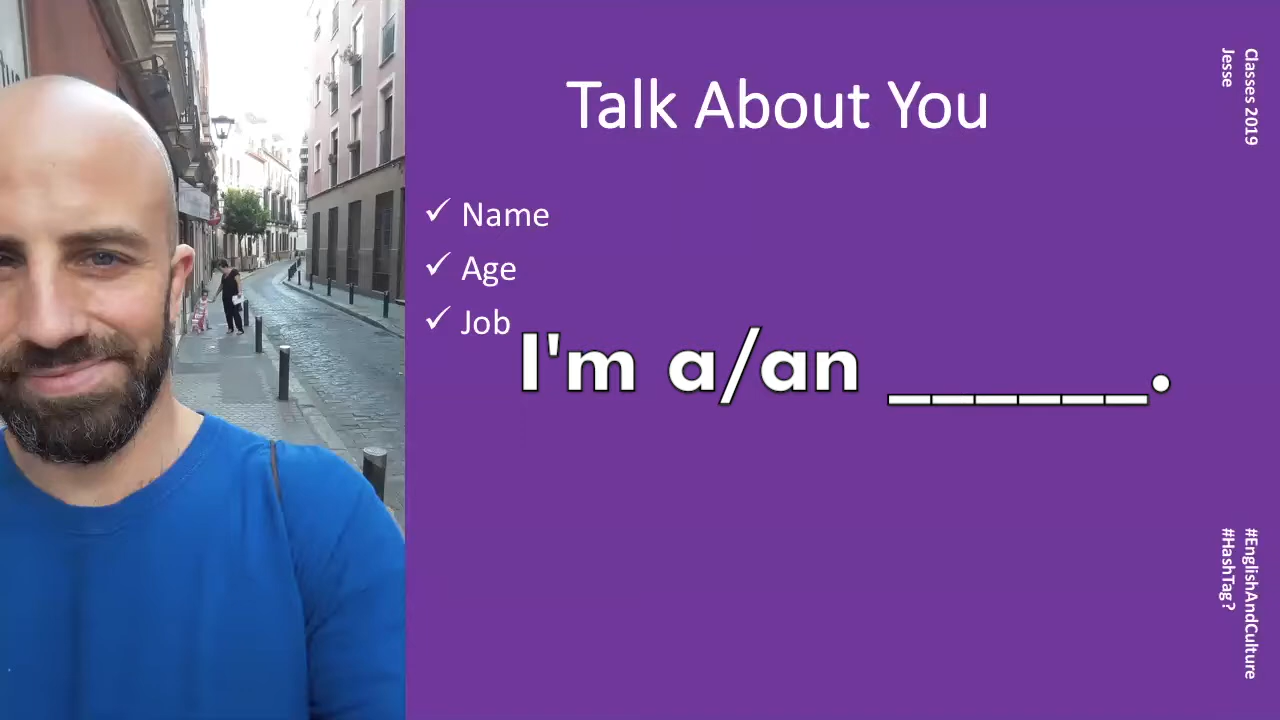 Talk About You
✓ Name
✓ Age
✓ Job
I'm a/an ______.
Classes 2019
Jesse
#EnglishAndCulture
#HashTag?